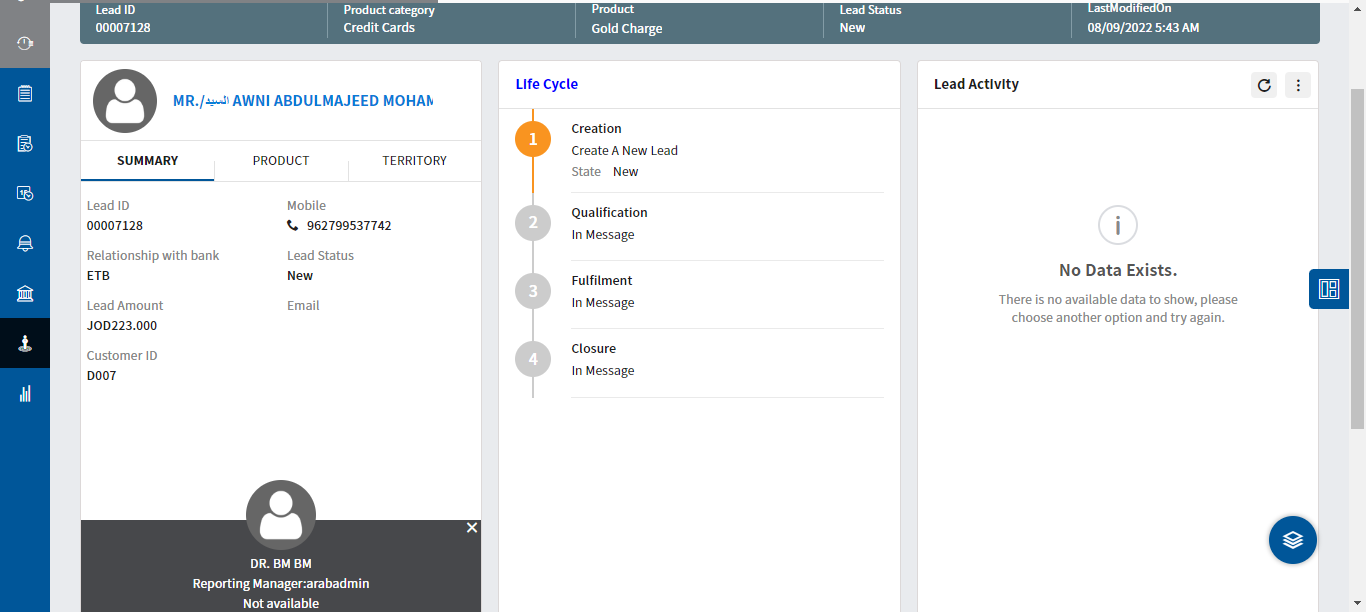 Lead ID
00007128
Product category
Credit Cards
Product
Gold Charge
Lead Status
New
LastModifiedOn
08/09/2022 5:43 AM
MR./السيد AWNI ABDULMAJEED MOHAM
SUMMARY
PRODUCT
TERRITORY
Lead ID
00007128
Mobile
962799537742
Relationship with bank
ETB
Lead Status
New
Lead Amount
JOD223.000
Email
Customer ID
D007
DR. BM BM
Reporting Manager:arabadmin
Not available
LIfe Cycle
1
Creation
Create A New Lead
State New
2
Qualification
In Message
3
Fulfilment
In Message
4
Closure
In Message
Lead Activity
No Data Exists.
There is no available data to show, please
choose another option and try again.